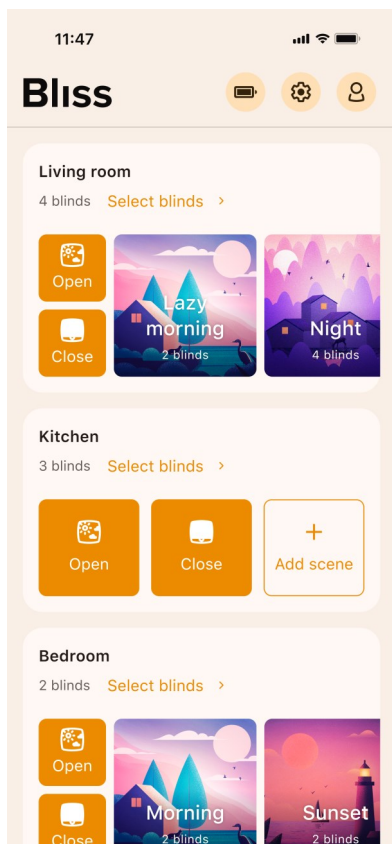 11:47
Bliss
Living room
4 blinds Select blinds >
Open
Close
Lazy
morning
2 blinds
Night
4 blinds
Kitchen
3 blinds Select blinds >
Open
Close
+
Add scene
Bedroom
2 blinds Select blinds >
Open
Close
Morning
2 blinds
Sunset
2 blinds